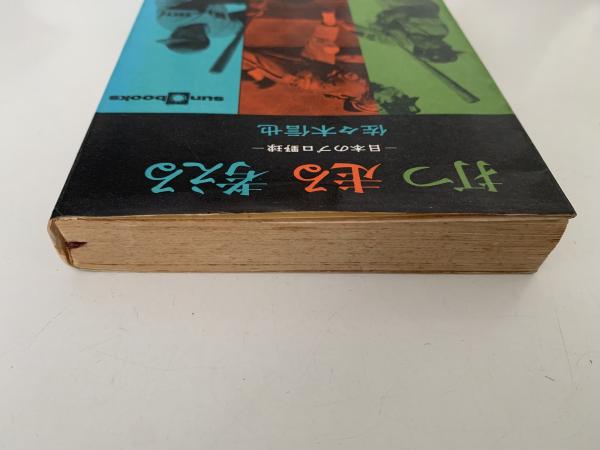 打つ 走る 考える
―日本のプロ野球―
佐々木信也
sun books